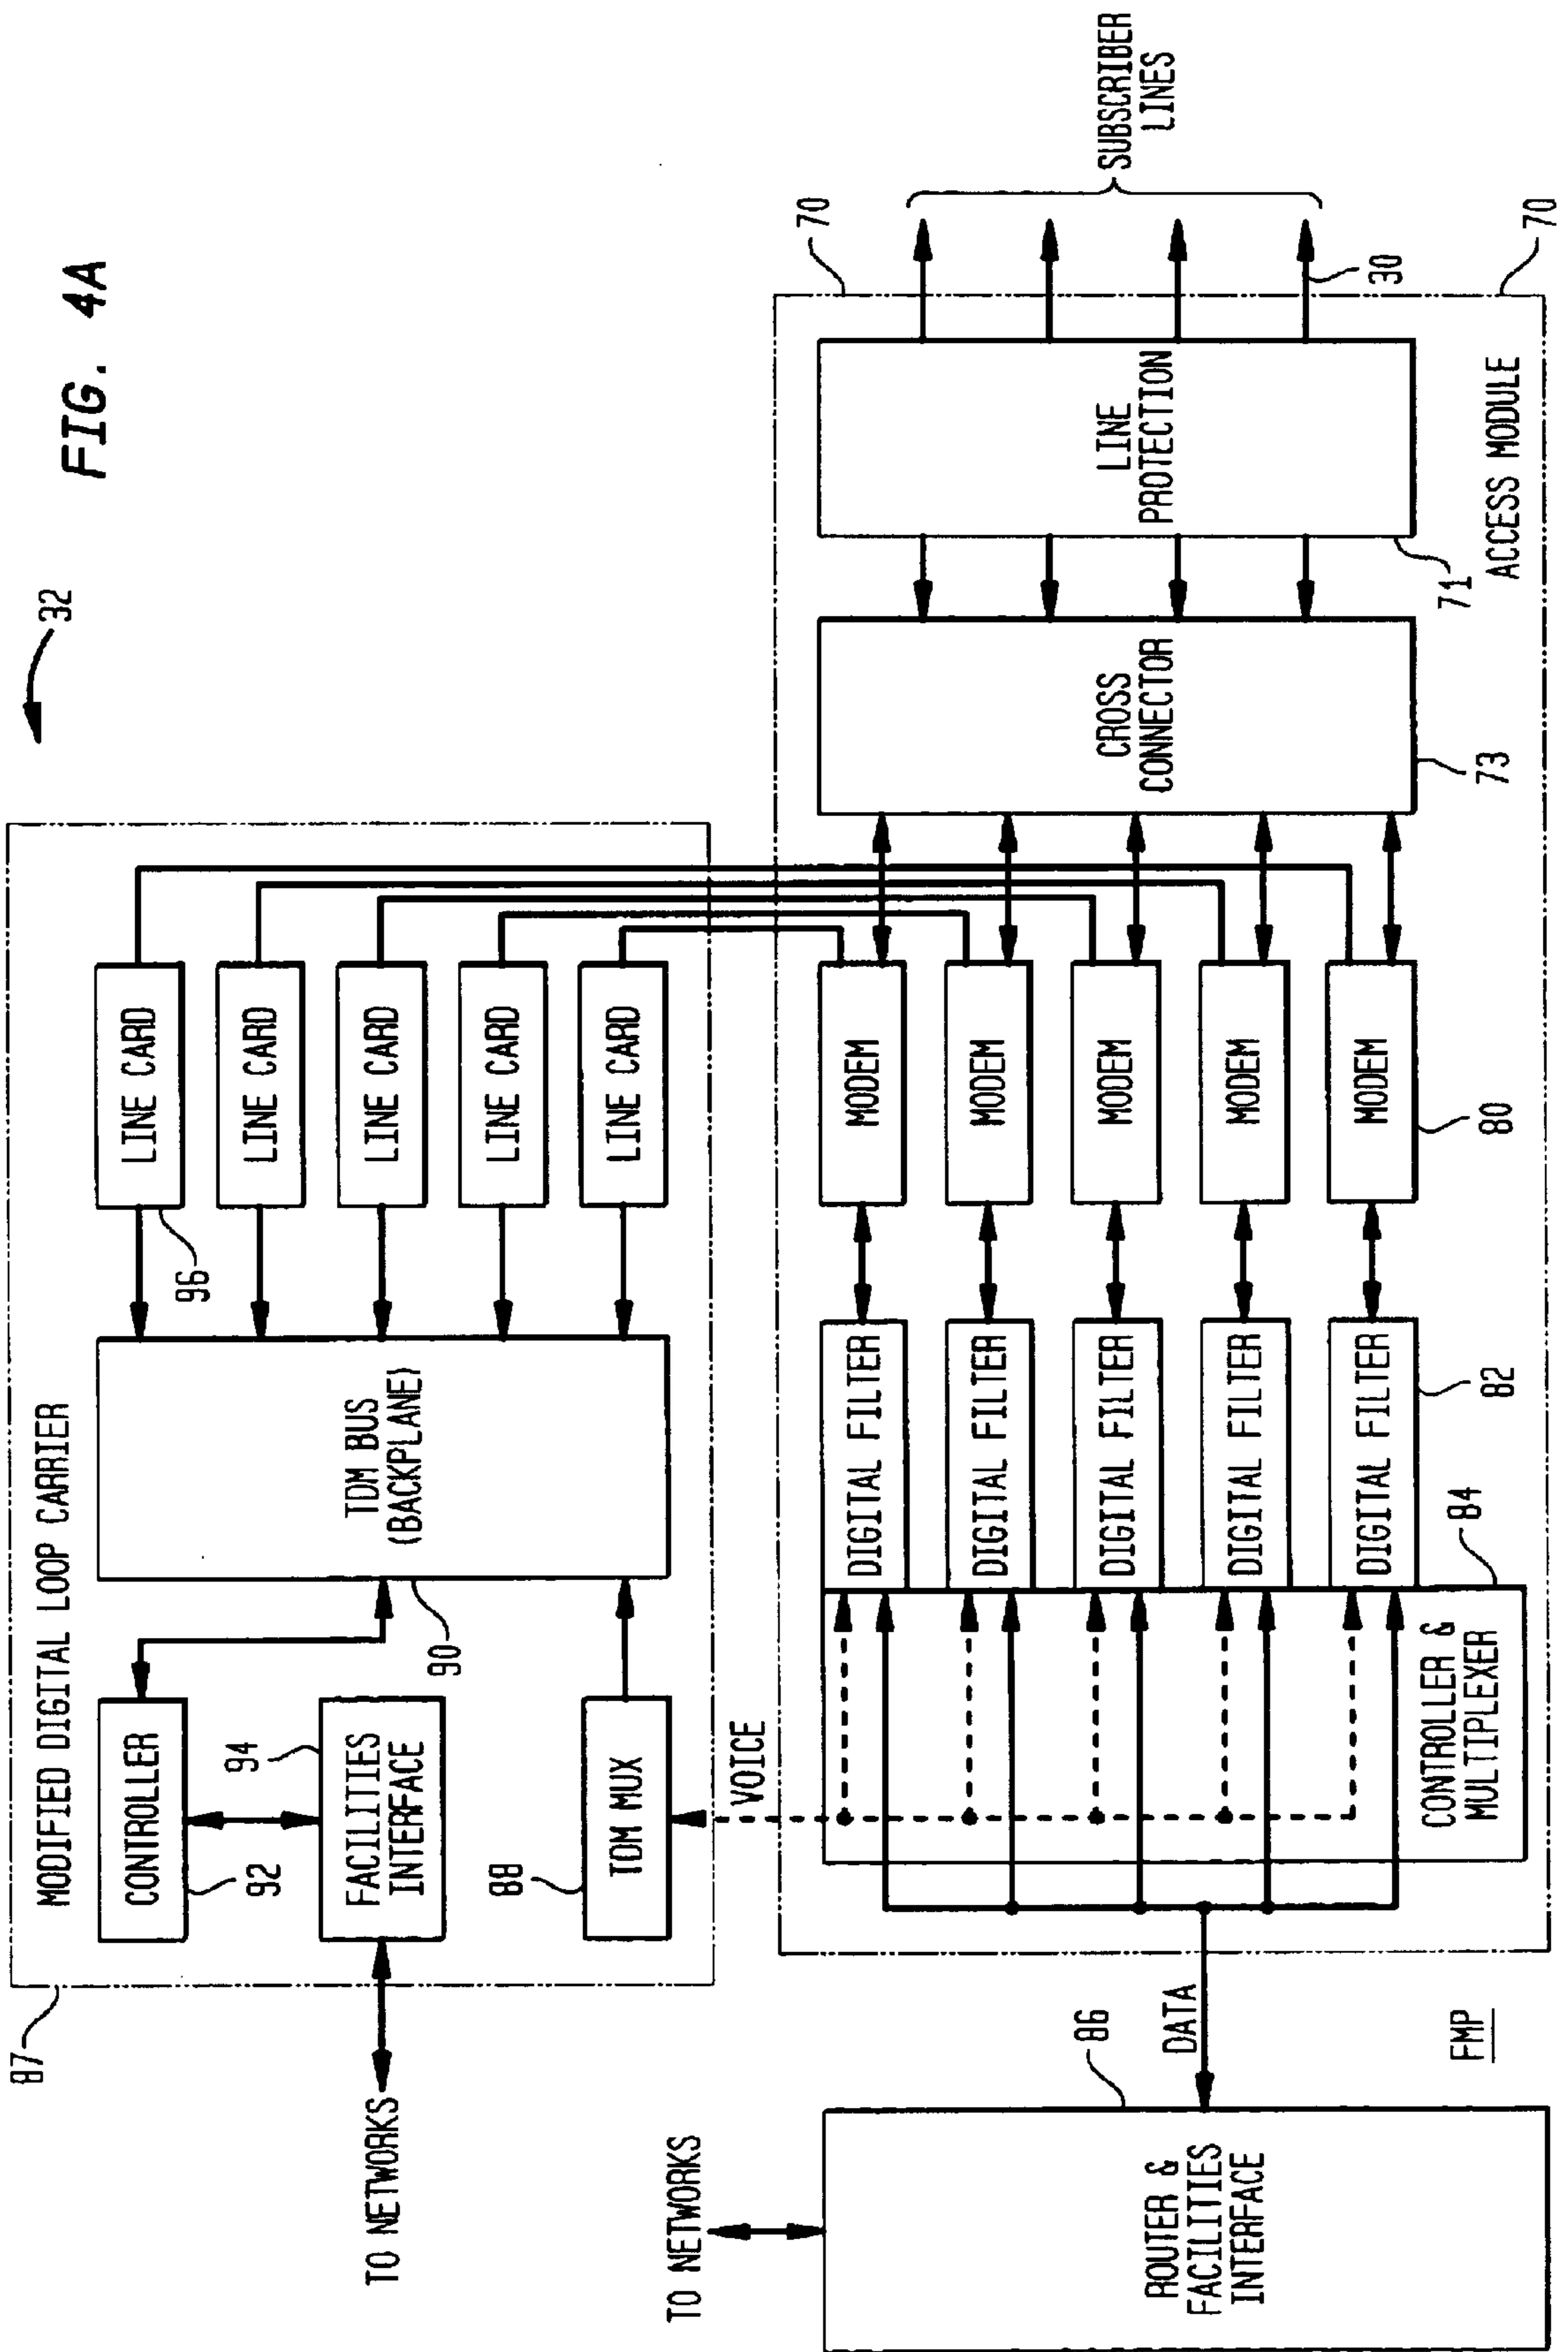 FIG. 4A
32
87
MODIFIED DIGITAL LOOP CARRIER
CONTROLLER
92
94
FACILITIES
INTERFACE
TO NETWORKS
88
TDM MUX
90
TDM BUS
(BACKPLANE)
96
LINE CARD
LINE CARD
LINE CARD
LINE CARD
LINE CARD
VOICE
TO NETWORKS
86
ROUTER &
FACILITIES
INTERFACE
DATA
FMP
CONTROLLER &
MULTIPLEXER
84
DIGITAL FILTER
DIGITAL FILTER
DIGITAL FILTER
DIGITAL FILTER
DIGITAL FILTER
82
MODEM
MODEM
MODEM
MODEM
MODEM
80
CROSS
CONNECTOR
73
LINE
PROTECTION
71
ACCESS MODULE
70
70
30
SUBSCRIBER
LINES